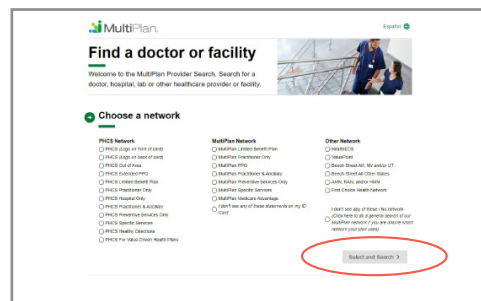 MultiPlan.
Español
Find a doctor or facility
Welcome to the MultiPlan Provider Search. Search for a
doctor, hospital, lab or other healthcare provider or facility.
Choose a network
PHCS Network
PHCS (Logo on front of card)
PHCS (Logo on back of card)
PHCS Out of Area
PHCS Extended PPO
PHCS Limited Benefit Plan
PHCS Practitioner Only
PHCS Hospital Only
PHCS Practitioner & Ancillary
PHCS Preventive Services Only
PHCS Specific Services
PHCS Healthy Directions
PHCS For Value Driven Health Plans
MultiPlan Network
MultiPlan Limited Benefit Plan
MultiPlan Practitioner Only
MultiPlan PPO
MultiPlan Practitioner & Ancillary
MultiPlan Preventive Services Only
MultiPlan Specific Services
MultiPlan Medicare Advantage
I don't see any of these statements on my ID
Card
Other Network
HealthEOS
ValuePoint
Beech Street AK, NV and/or UT
Beech Street All Other States
AMN, RAN, and/or HMN
First Choice Health Network
I don't see any of these / No network
(Click here to do a general search of our
MultiPlan network if you are unsure which
network your plan uses)
Select and Search